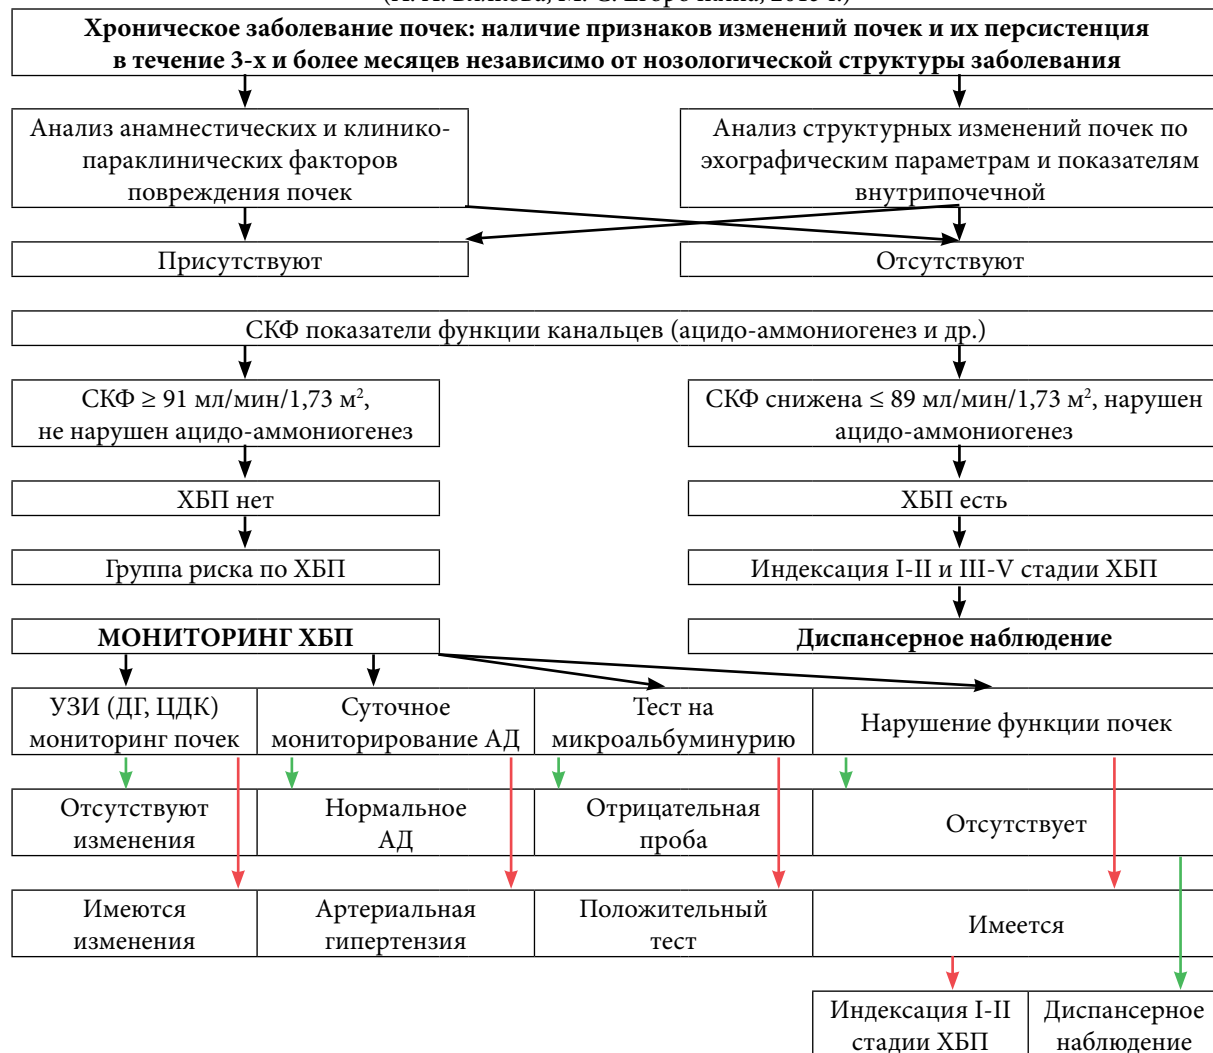 (А. А. Вялкова, М. С. Егорочкина, 2015 г.)
Хроническое заболевание почек: наличие признаков изменений почек и их персистенция
в течение 3-х и более месяцев независимо от нозологической структуры заболевания
Анализ анамнестических и клинико-
параклинических факторов
повреждения почек
Анализ структурных изменений почек по
эхографическим параметрам и показателям
внутрипочечной
Присутствуют
Отсутствуют
СКФ показатели функции канальцев (ацидо-аммониогенез и др.)
СКФ ≥ 91 мл/мин/1,73 м²,
не нарушен ацидо-аммониогенез
СКФ снижена ≤ 89 мл/мин/1,73 м², нарушен
ацидо-аммониогенез
ХБП нет
ХБП есть
Группа риска по ХБП
Индексация I-II и III-V стадии ХБП
МОНИТОРИНГ ХБП
Диспансерное наблюдение
УЗИ (ДГ, ЦДК)
мониторинг почек
Суточное
мониторирование АД
Тест на
микроальбуминурию
Нарушение функции почек
Отсутствуют
изменения
Нормальное
АД
Отрицательная
проба
Отсутствует
Имеются
изменения
Артериальная
гипертензия
Положительный
тест
Имеется
Индексация I-II
стадии ХБП
Диспансерное
наблюдение